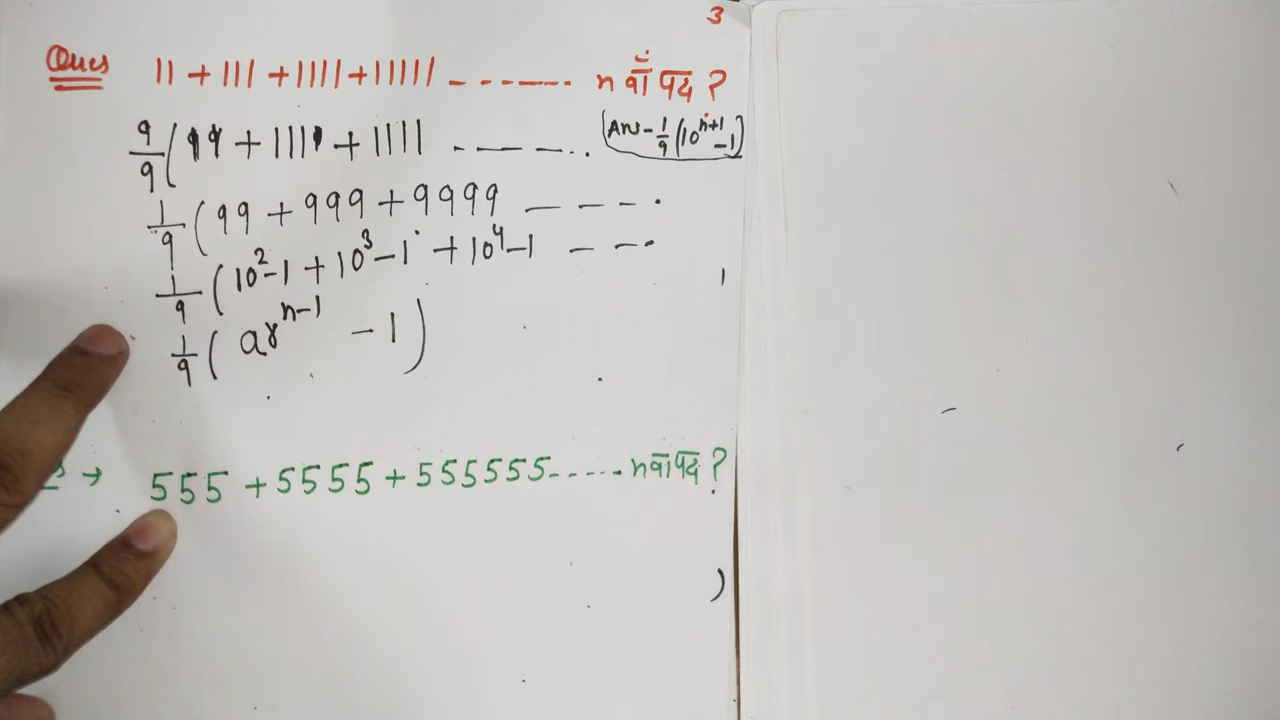 3
Ques 11 + 111 + 1111 + 11111 ------- n वाँ पद ?
9/9 ( 11 + 111 + 1111 ------.
(Ans - 1/9 (10^{n+1} - 1)
1/9 ( 99 + 999 + 9999 ----.
1/9 ( 10^2-1 + 10^3-1 + 10^4-1 ---
1/9 ( ar^{n-1} - 1 )
→ 555 + 5555 + 555555 ----- n वाँ पद ?
)